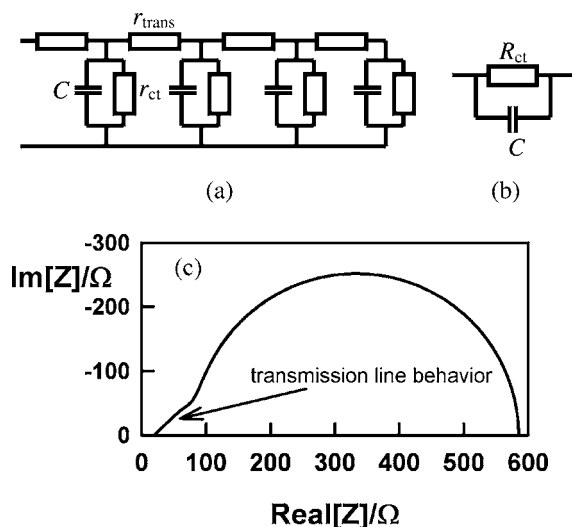 r_trans
C
r_ct
R_ct
C
(a)
(b)
(c)
Im[Z]/Ω
-300
-200
-100
0
transmission line behavior
0 100 200 300 400 500 600
Real[Z]/Ω